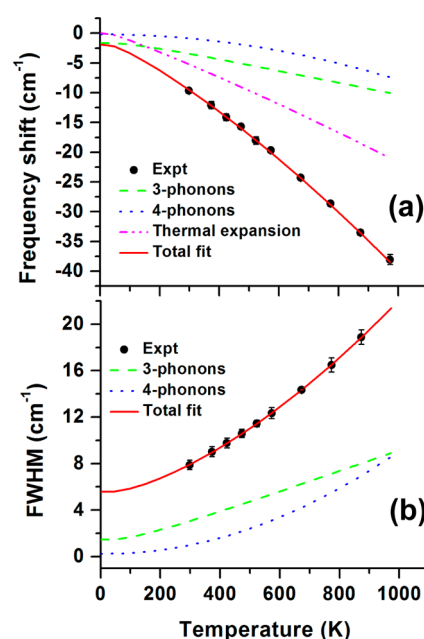 0
-5
-10
-15
-20
-25
-30
-35
-40
Frequency shift (cm⁻¹)
Expt
3-phonons
4-phonons
Thermal expansion
Total fit
(a)
20
16
12
8
4
0
FWHM (cm⁻¹)
Expt
3-phonons
4-phonons
Total fit
(b)
0 200 400 600 800 1000
Temperature (K)